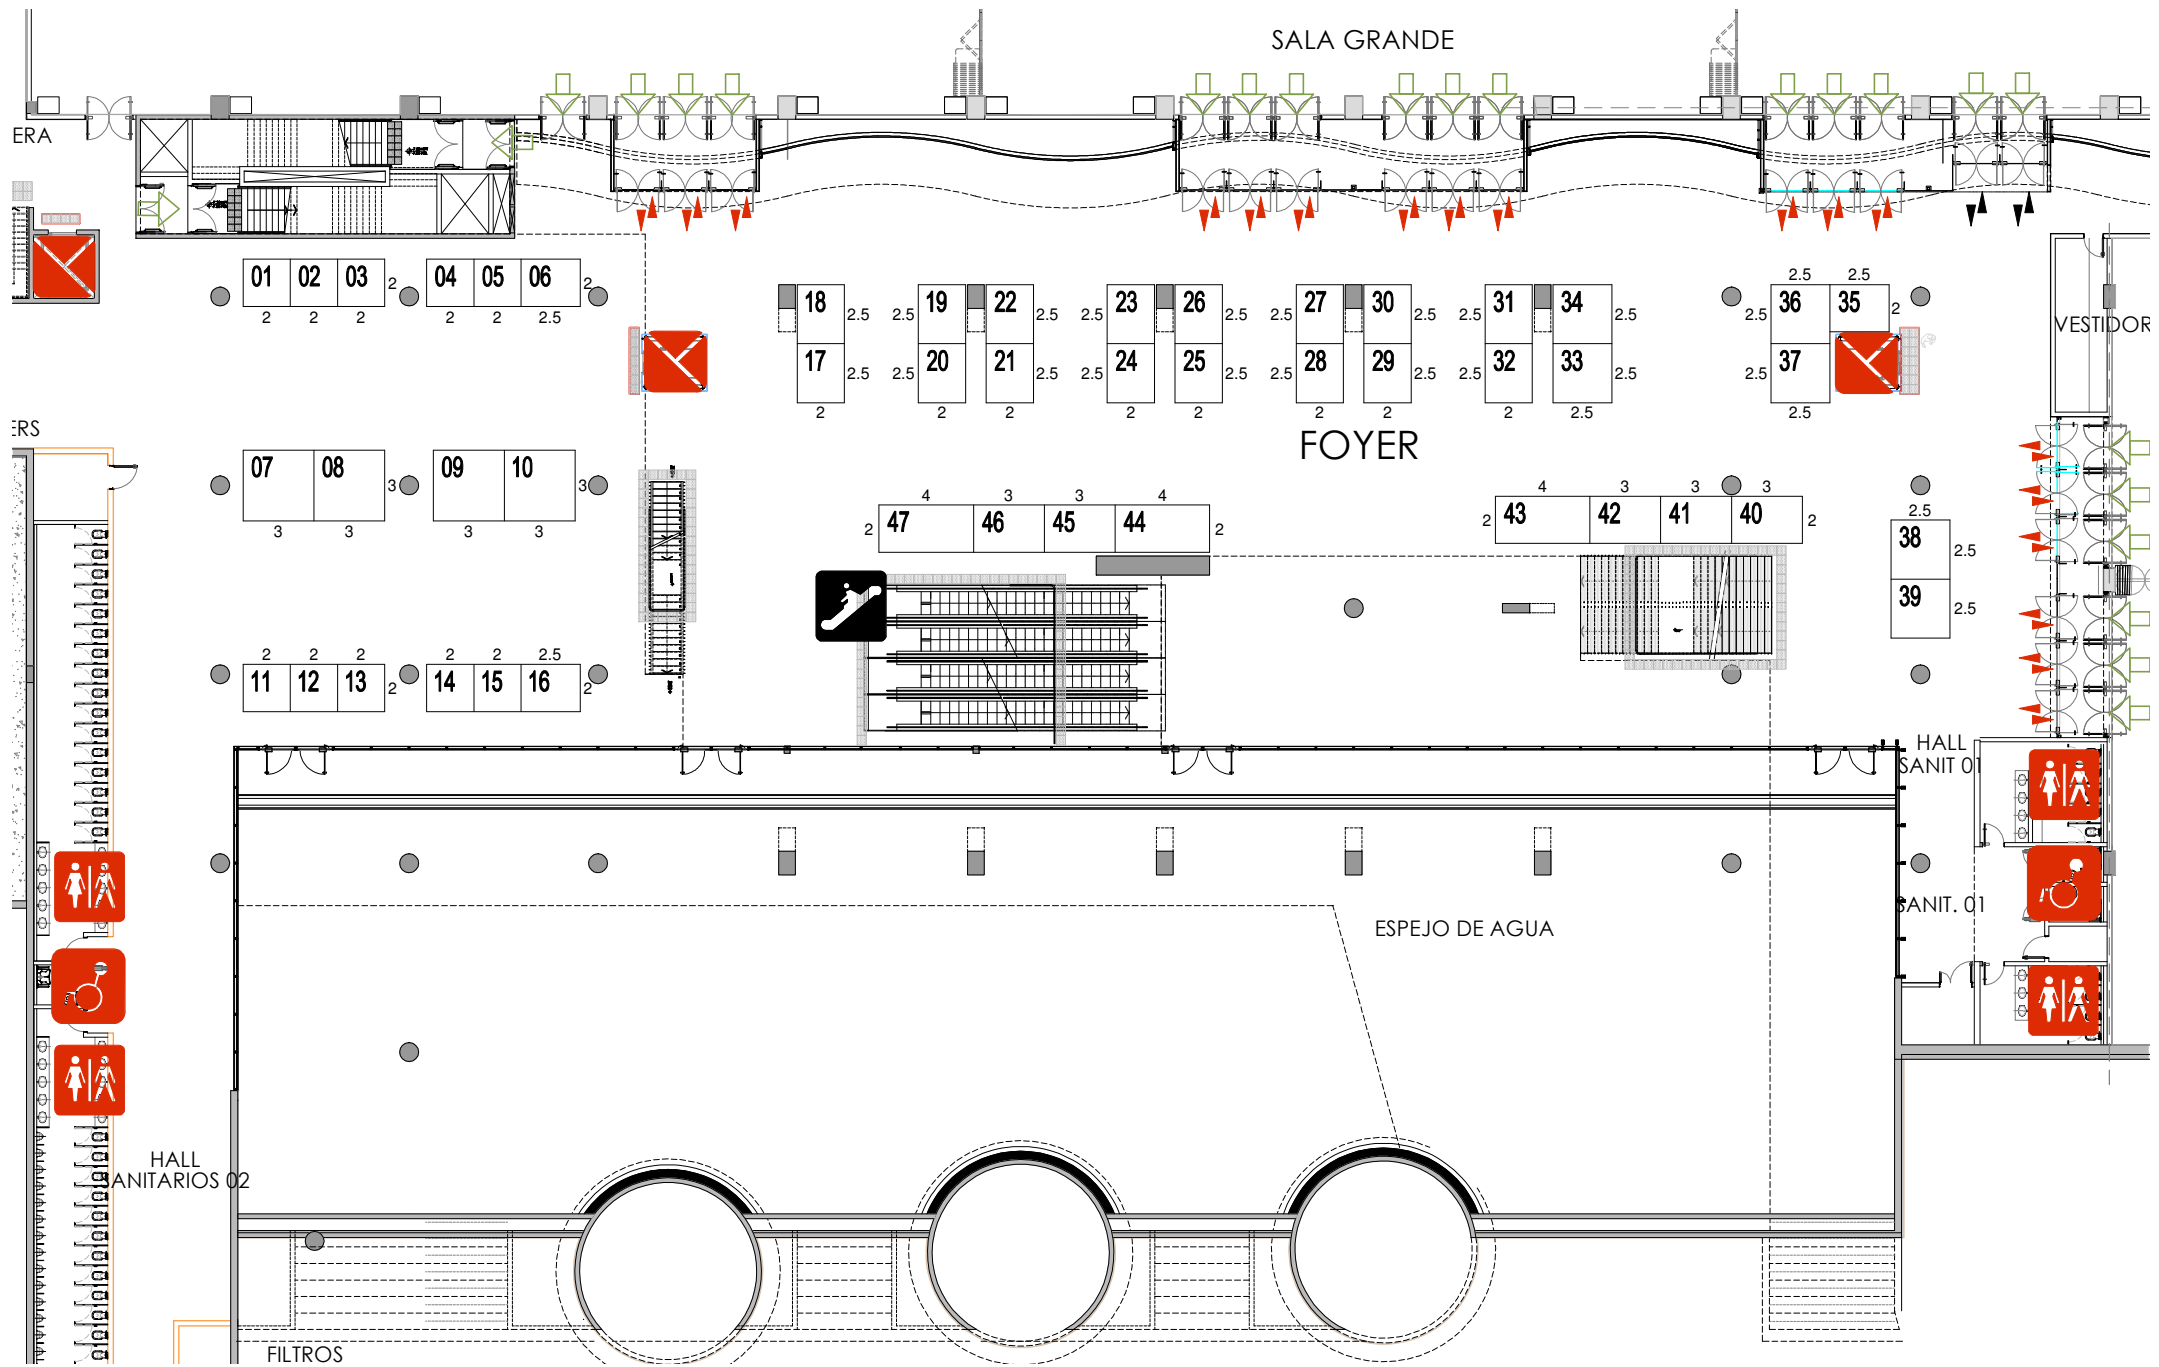 SALA GRANDE
ERA
01 02 03 2 04 05 06 2
2 2 2 2 2 2.5
18 2.5 2.5 19 22 2.5 2.5 23 26 2.5 2.5 27 30 2.5 2.5 31 34 2.5
17 2.5 2.5 20 21 2.5 2.5 24 25 2.5 2.5 28 29 2.5 2.5 32 33 2.5
2 2 2 2 2 2 2 2 2.5
2.5 2.5
2.5 36 35 2
2.5 37
2.5
VESTIDOR
ERS
FOYER
07 08 3 09 10 3
3 3 3 3
4 3 3 4
2 47 46 45 44 2
4 3 3 3
2 43 42 41 40 2
2.5
38 2.5
39 2.5
2 2 2 2 2 2.5
11 12 13 2 14 15 16 2
HALL
SANIT 01
SANIT. 01
ESPEJO DE AGUA
HALL
SANITARIOS 02
FILTROS